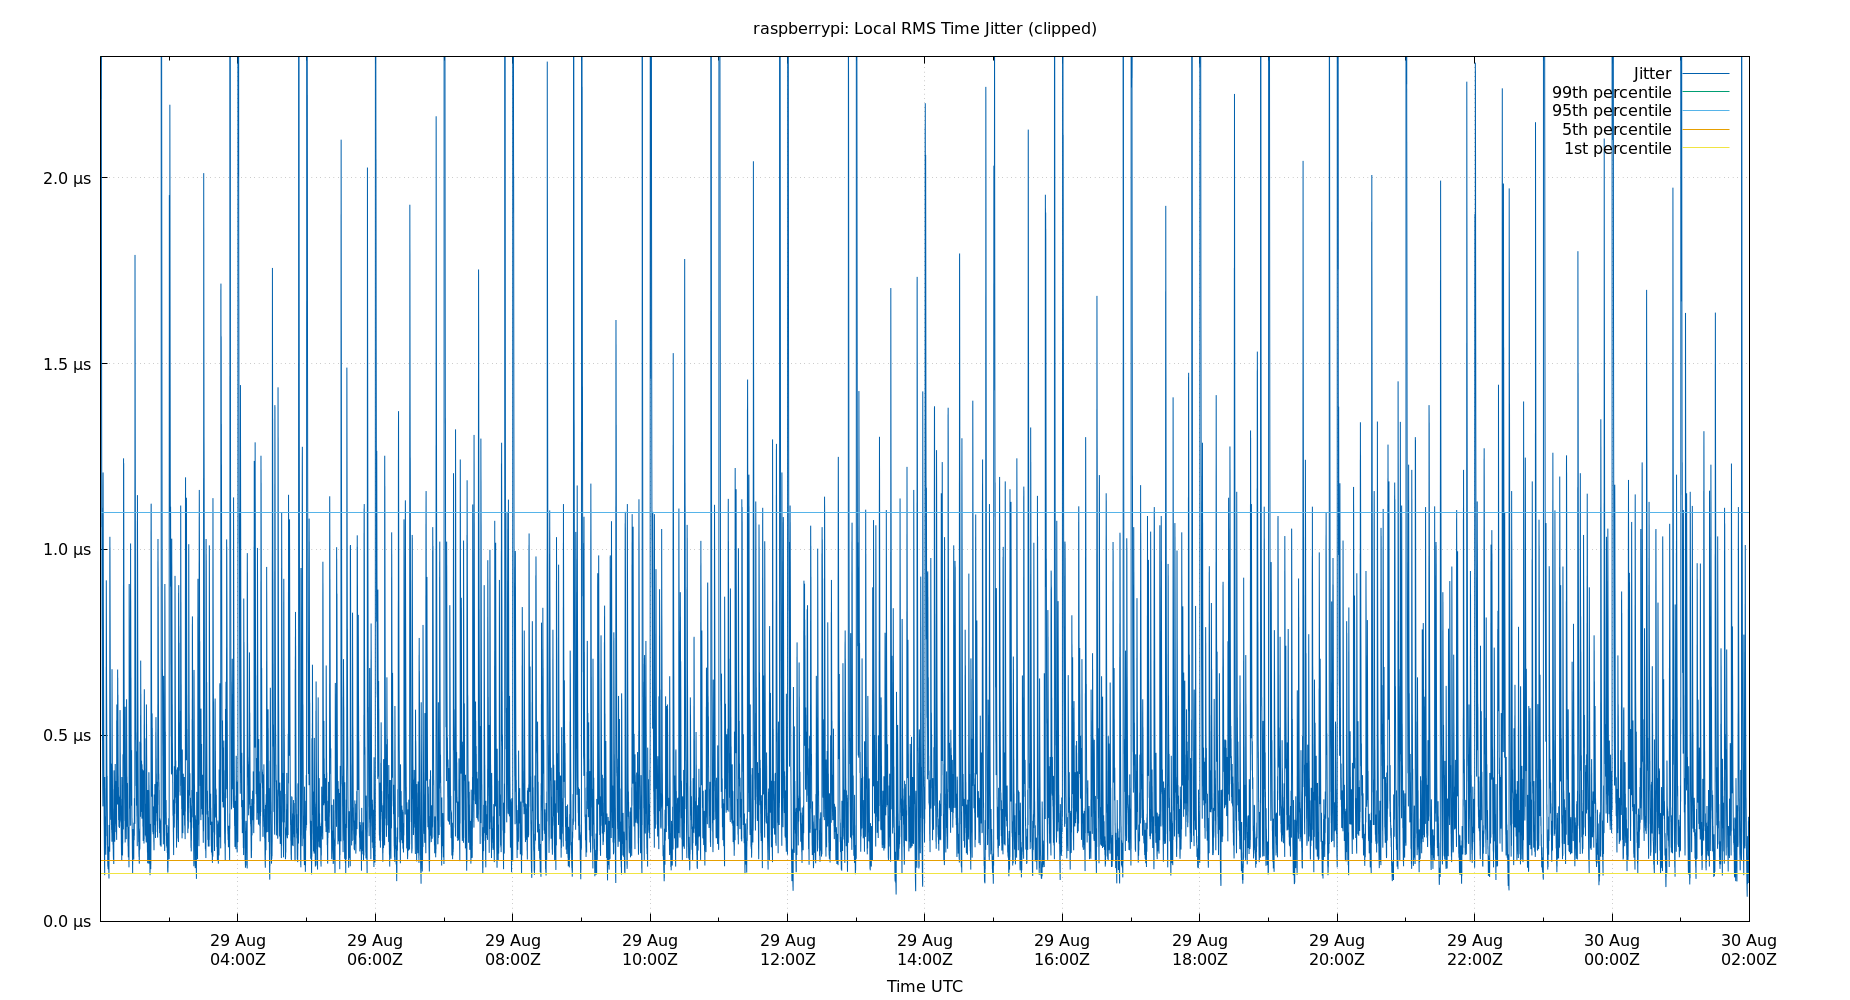 raspberrypi: Local RMS Time Jitter (clipped)
Jitter
99th percentile
95th percentile
5th percentile
1st percentile
2.0 µs
1.5 µs
1.0 µs
0.5 µs
0.0 µs
29 Aug 29 Aug 29 Aug 29 Aug 29 Aug 29 Aug 29 Aug 29 Aug 29 Aug 29 Aug 30 Aug 30 Aug
04:00Z 06:00Z 08:00Z 10:00Z 12:00Z 14:00Z 16:00Z 18:00Z 20:00Z 22:00Z 00:00Z 02:00Z
Time UTC